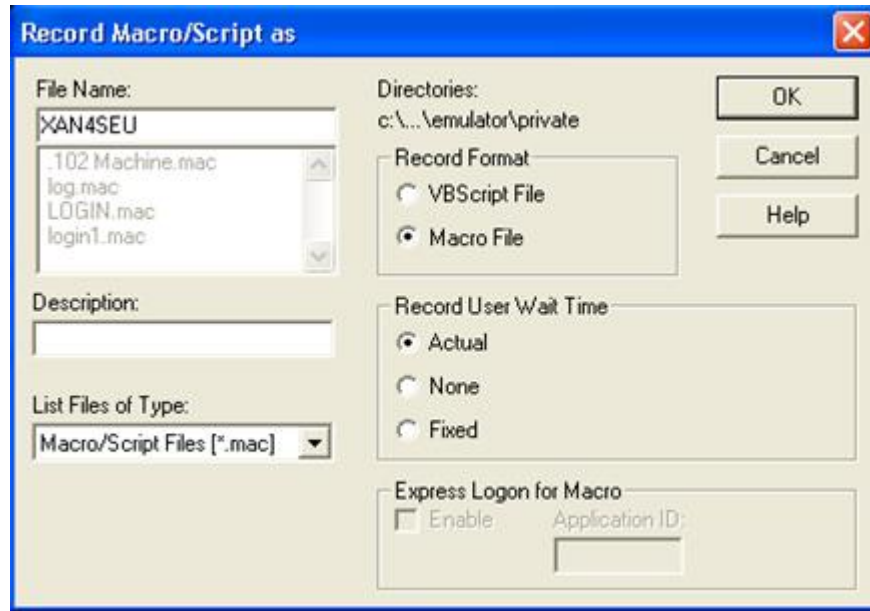 Record Macro/Script as
File Name:
XAN4SEU
.102 Machine.mac
log.mac
LOGIN.mac
login1.mac
Description:
List Files of Type:
Macro/Script Files [*.mac]
Directories:
c:\...\emulator\private
Record Format
VBScript File
Macro File
Record User Wait Time
Actual
None
Fixed
Express Logon for Macro
Enable Application ID:
OK
Cancel
Help